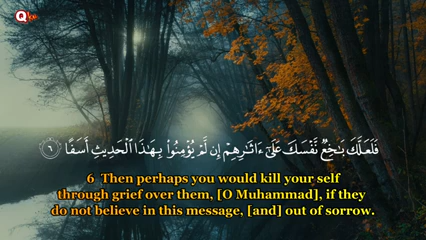 Q
فَلَعَلَّكَ بَٰخِعٌ نَّفْسَكَ عَلَىٰٓ ءَاثَٰرِهِمْ إِن لَّمْ يُؤْمِنُوا۟ بِهَٰذَا ٱلْحَدِيثِ أَسَفًا ٦
6 Then perhaps you would kill your self
through grief over them, [O Muhammad], if they
do not believe in this message, [and] out of sorrow.